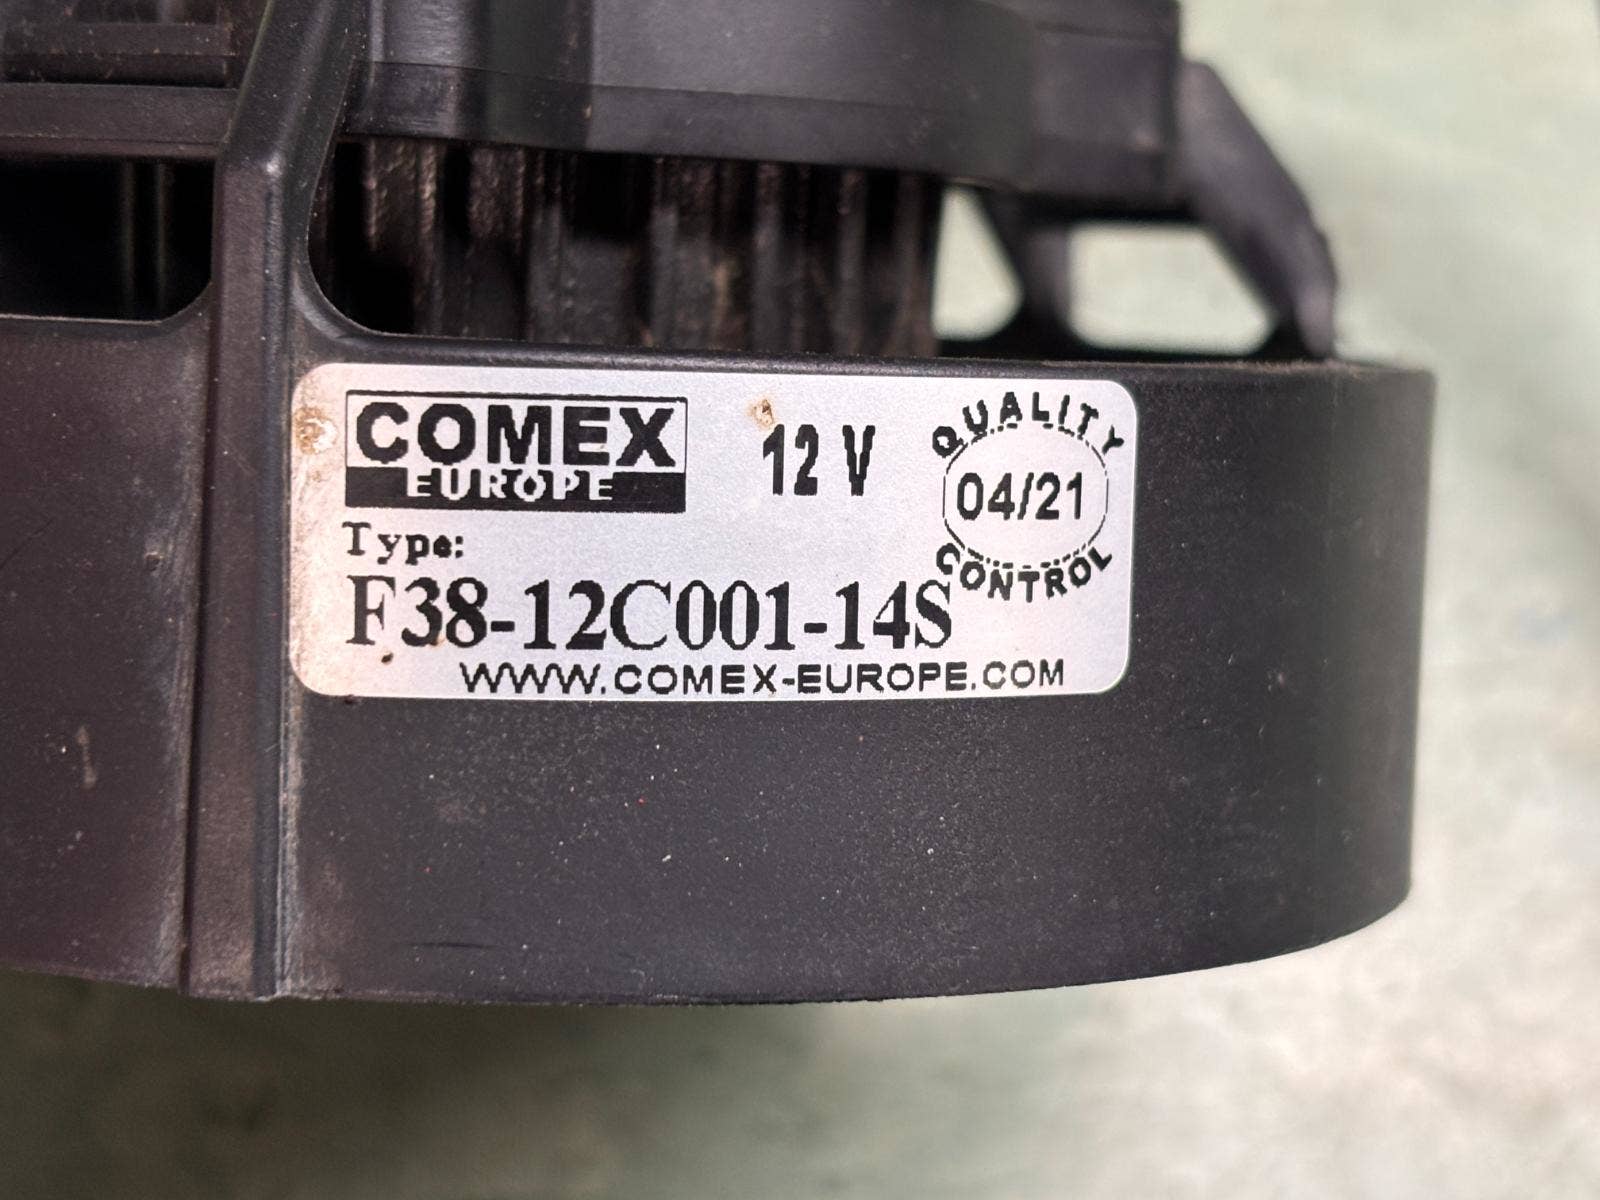 COMEX
EUROPE
12 V
QUALITY
04/21
CONTROL
Type:
F38-12C001-14S
WWW.COMEX-EUROPE.COM